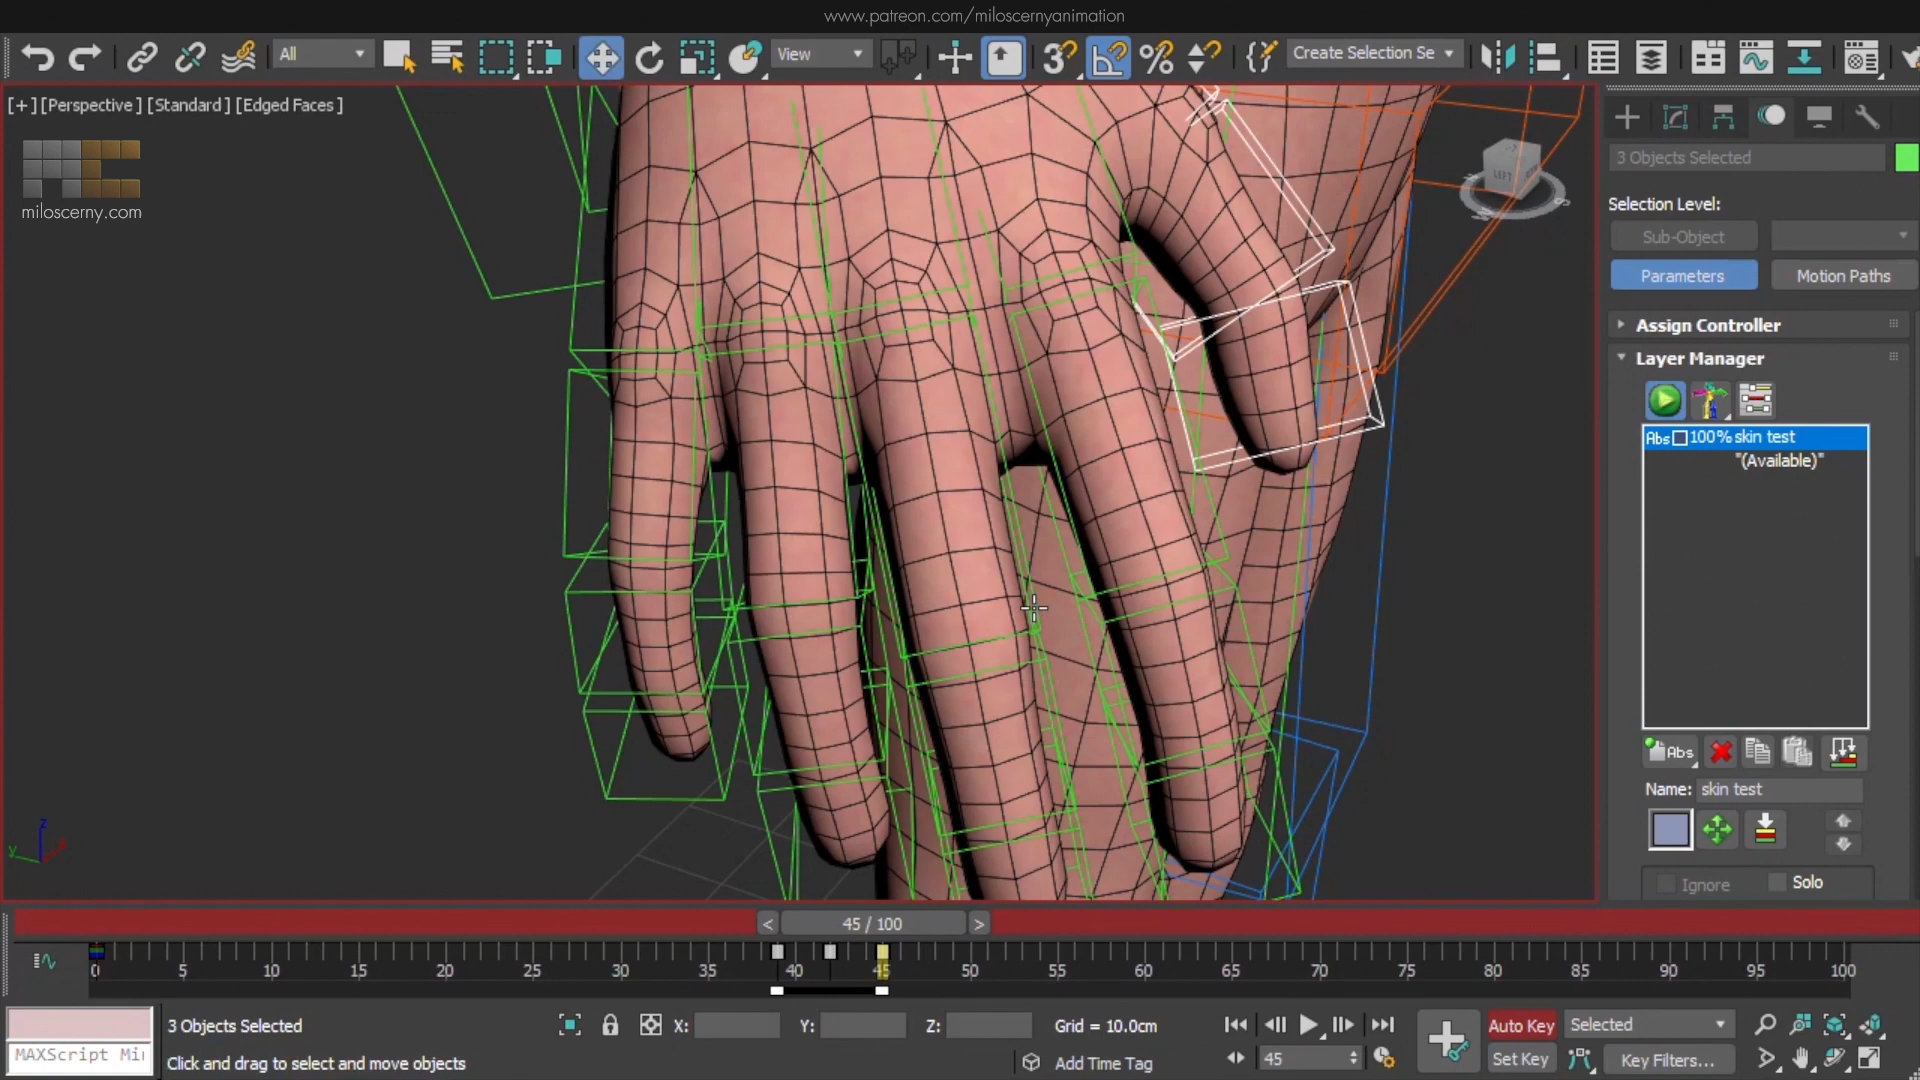 www.patreon.com/miloscernyanimation
All
View
Create Selection Se
[+] [Perspective ] [Standard ] [Edged Faces ]
miloscerny.com
LEFT
3 Objects Selected
Selection Level:
Sub-Object
Parameters
Motion Paths
Assign Controller
Layer Manager
Abs 100% skin test
"(Available)"
Abs
Name: skin test
Ignore
Solo
z
y
< 45 / 100 >
0 5 10 15 20 25 30 35 40 45 50 55 60 65 70 75 80 85 90 95 100
3 Objects Selected
X:
Y:
Z:
Grid = 10.0cm
Auto Key
Selected
MAXScript Mi
Click and drag to select and move objects
Add Time Tag
45
Set Key
Key Filters...